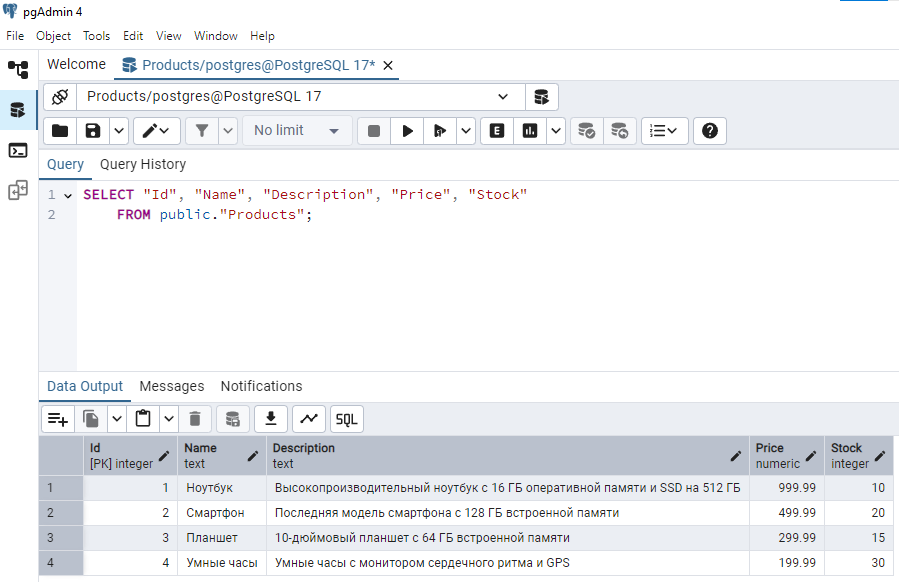 pgAdmin 4
File Object Tools Edit View Window Help
Welcome Products/postgres@PostgreSQL 17*
Products/postgres@PostgreSQL 17
No limit E
Query Query History
1 SELECT "Id", "Name", "Description", "Price", "Stock"
2 FROM public."Products";
Data Output Messages Notifications
SQL
Id Name Description Price Stock
[PK] integer text text numeric integer
1 1 Ноутбук Высокопроизводительный ноутбук с 16 ГБ оперативной памяти и SSD на 512 ГБ 999.99 10
2 2 Смартфон Последняя модель смартфона с 128 ГБ встроенной памяти 499.99 20
3 3 Планшет 10-дюймовый планшет с 64 ГБ встроенной памяти 299.99 15
4 4 Умные часы Умные часы с монитором сердечного ритма и GPS 199.99 30